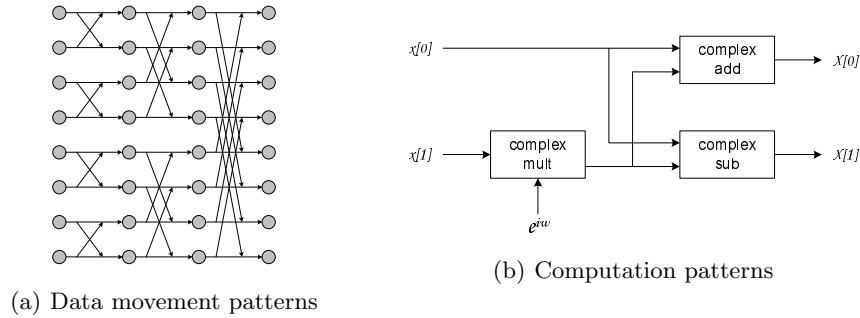 x[0]
complex
add
X[0]
x[1]
complex
mult
complex
sub
X[1]
e^{iw}
(a) Data movement patterns
(b) Computation patterns